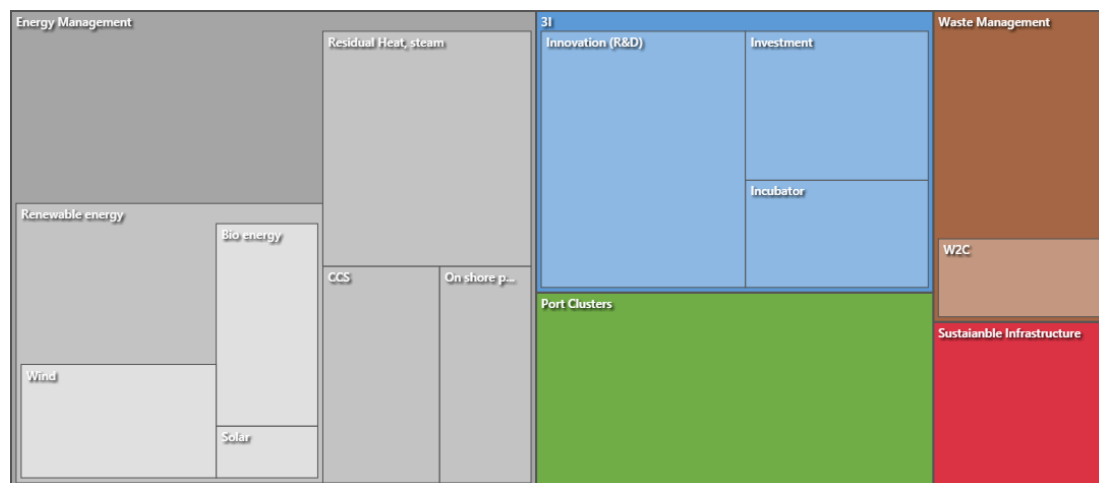 Energy Management
Residual Heat, steam
Renewable energy
Bio energy
Wind
Solar
CCS
On shore p...
3I
Innovation (R&D)
Investment
Incubator
Port Clusters
Waste Management
W2C
Sustaianble Infrastructure